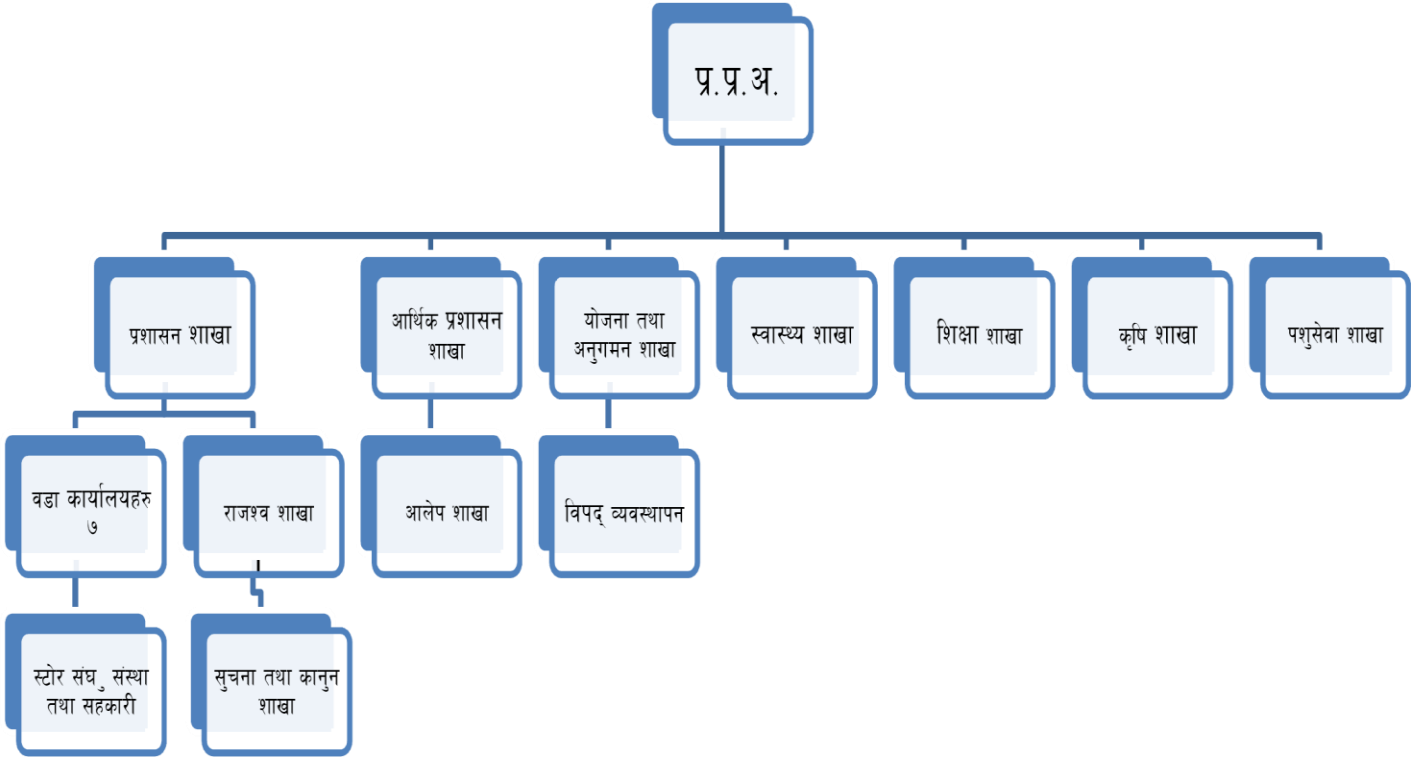 प्र.प्र.अ.
प्रशासन शाखा
आर्थिक प्रशासन
शाखा
योजना तथा
अनुगमन शाखा
स्वास्थ्य शाखा
शिक्षा शाखा
कृषि शाखा
पशुसेवा शाखा
वडा कार्यालयहरु
७
राजश्व शाखा
आलेप शाखा
विपद् व्यवस्थापन
स्टोर संघ ु संस्था
तथा सहकारी
सुचना तथा कानुन
शाखा